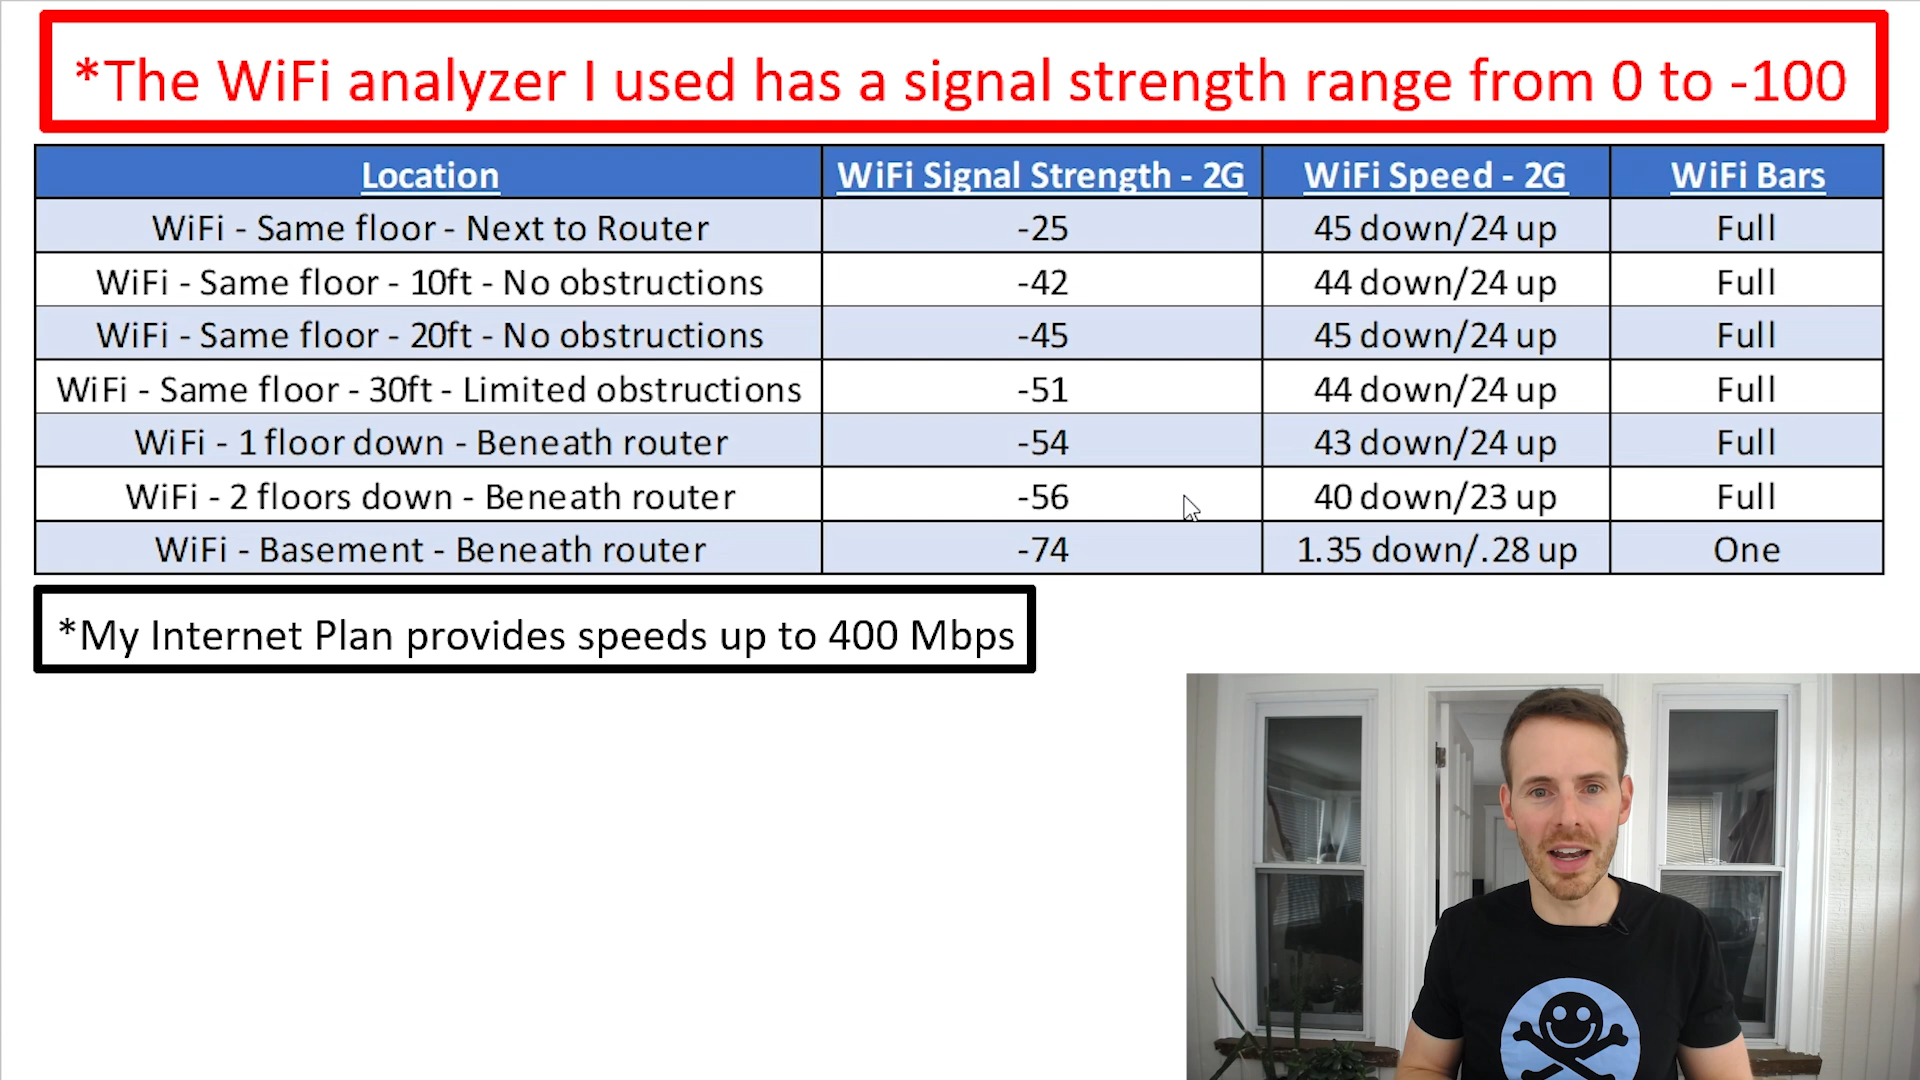 *The WiFi analyzer I used has a signal strength range from 0 to -100
Location WiFi Signal Strength - 2G WiFi Speed - 2G WiFi Bars
WiFi - Same floor - Next to Router -25 45 down/24 up Full
WiFi - Same floor - 10ft - No obstructions -42 44 down/24 up Full
WiFi - Same floor - 20ft - No obstructions -45 45 down/24 up Full
WiFi - Same floor - 30ft - Limited obstructions -51 44 down/24 up Full
WiFi - 1 floor down - Beneath router -54 43 down/24 up Full
WiFi - 2 floors down - Beneath router -56 40 down/23 up Full
WiFi - Basement - Beneath router -74 1.35 down/.28 up One
*My Internet Plan provides speeds up to 400 Mbps